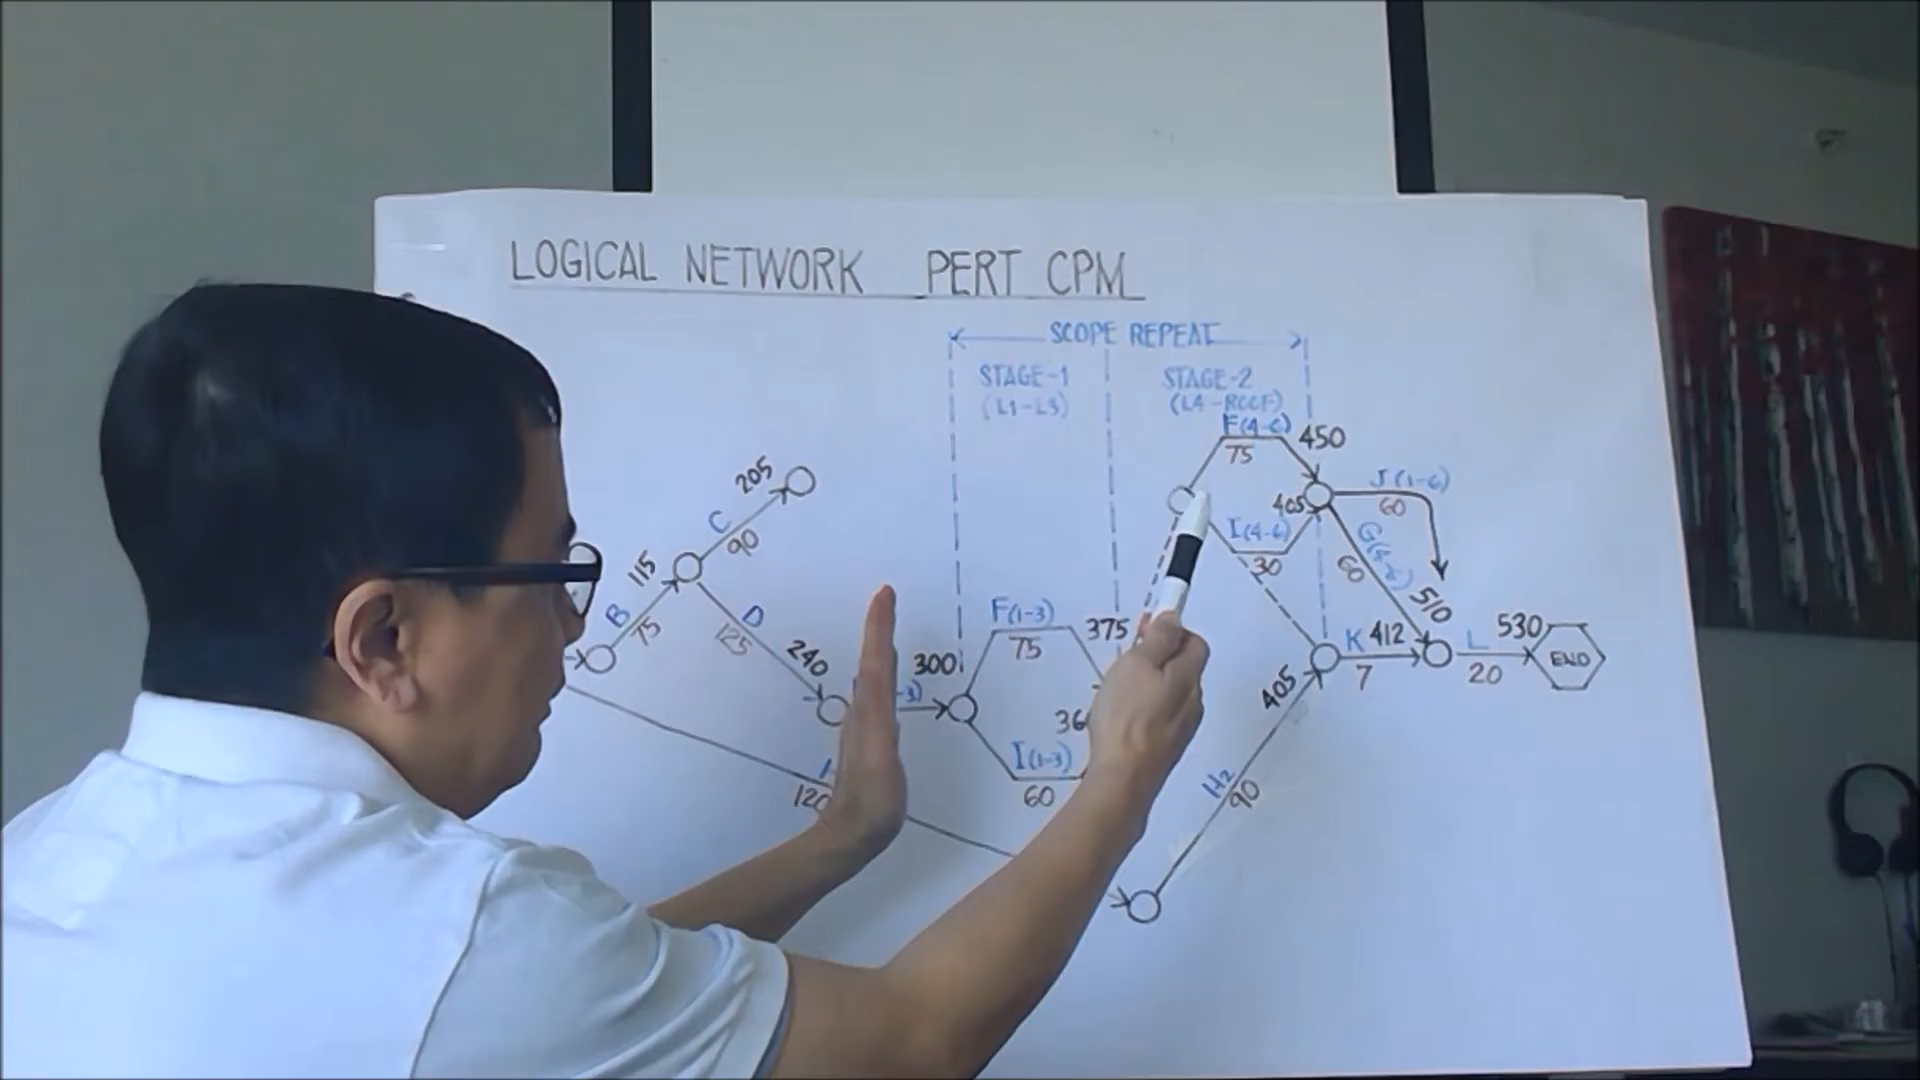 LOGICAL NETWORK PERT CPM
SCOPE REPEAT
STAGE-1
(L1-L3)
STAGE-2
(L4-ROOF)
F(4-6)
75
450
J(1-6)
60
405
I(4-6)
30
G
60
510
205
C
90
115
B
75
D
125
240
-3)
300
F(1-3)
75
375
36
I(1-3)
60
120
H2
90
405
K
412
7
L
20
530
END